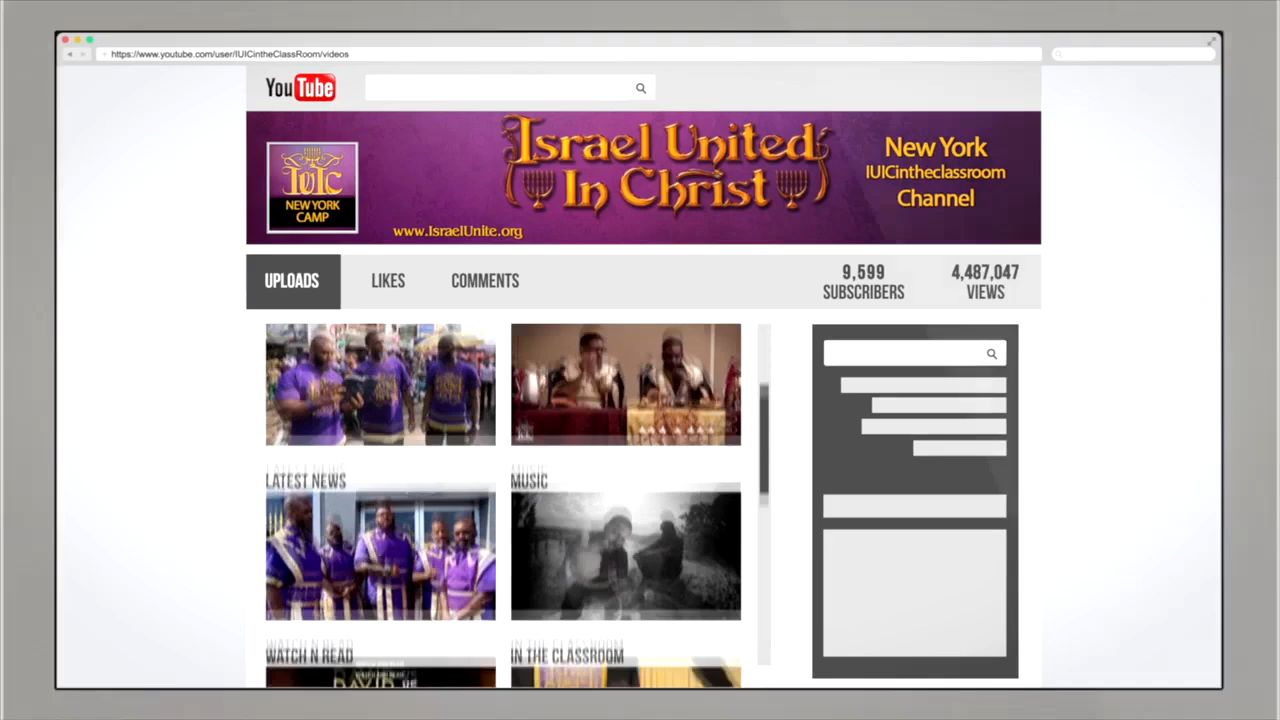 https://www.youtube.com/user/IUICintheClassRoom/videos
YouTube
Israel United
In Christ
IUIC
NEW YORK
CAMP
www.IsraelUnite.org
New York
IUICintheclassroom
Channel
UPLOADS
LIKES
COMMENTS
9,599
SUBSCRIBERS
4,487,047
VIEWS
LATEST NEWS
MUSIC
WATCH N READ
IN THE CLASSROOM